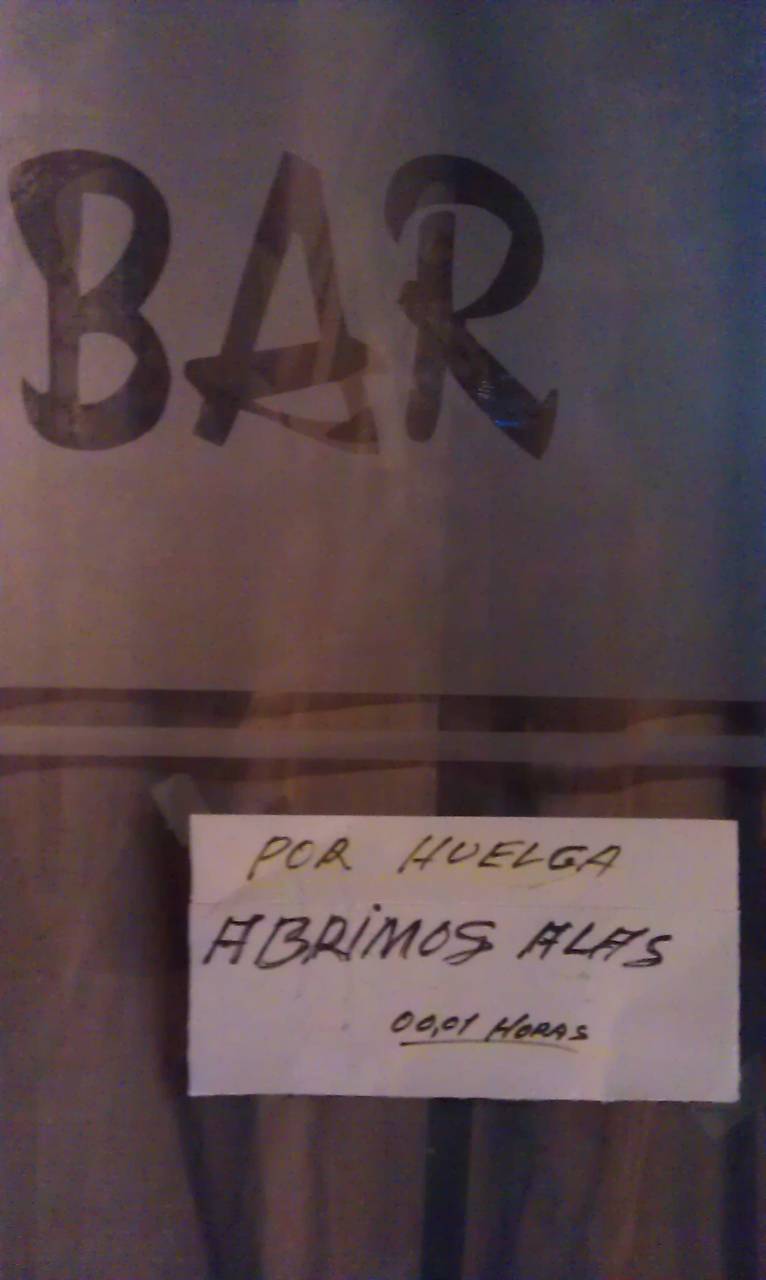 BAR
POR HUELGA
ABRIMOS ALAS
00,01 HORAS